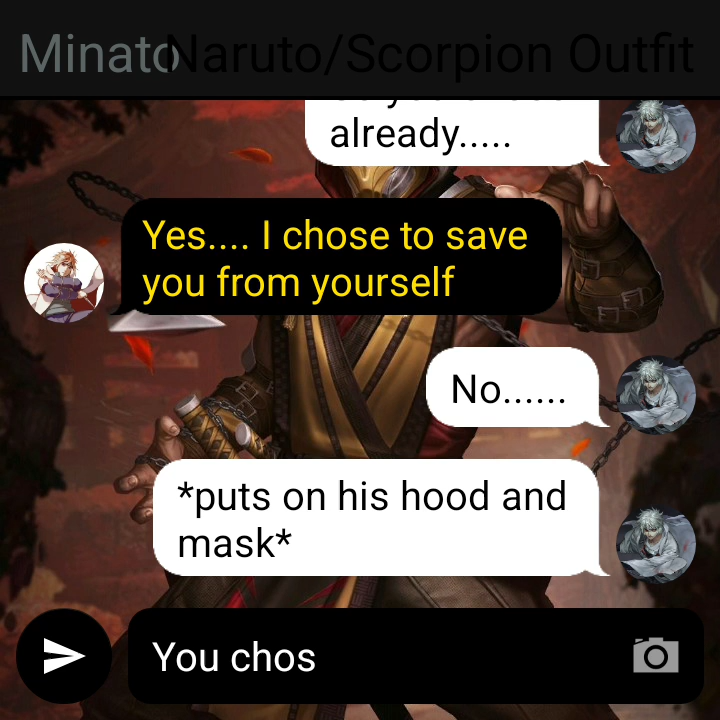 Minato Naruto/Scorpion Outfit
already.....
Yes.... I chose to save
you from yourself
No......
*puts on his hood and
mask*
You chos